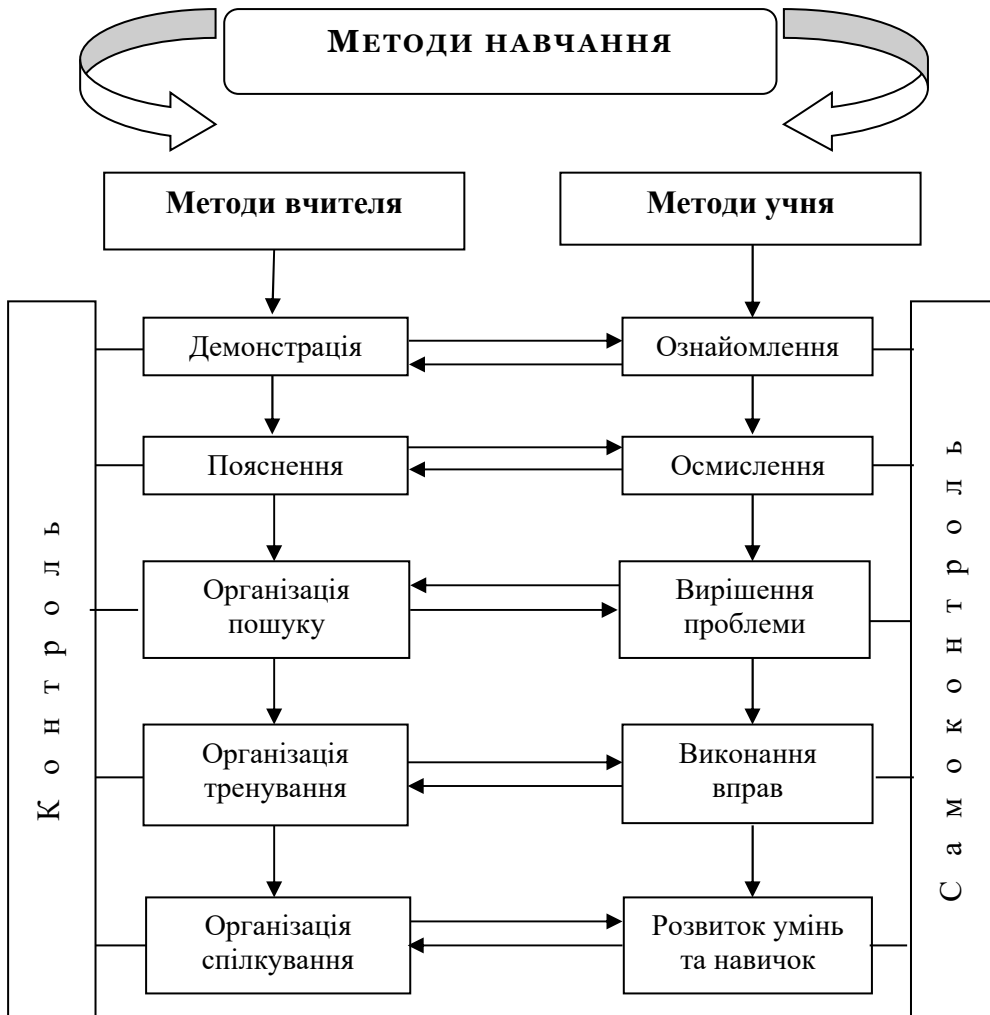 МЕТОДИ НАВЧАННЯ
Методи вчителя
Методи учня
Демонстрація
Ознайомлення
Пояснення
Осмислення
Організація
пошуку
Вирішення
проблеми
Організація
тренування
Виконання
вправ
Організація
спілкування
Розвиток умінь
та навичок
Контроль
Самоконтроль